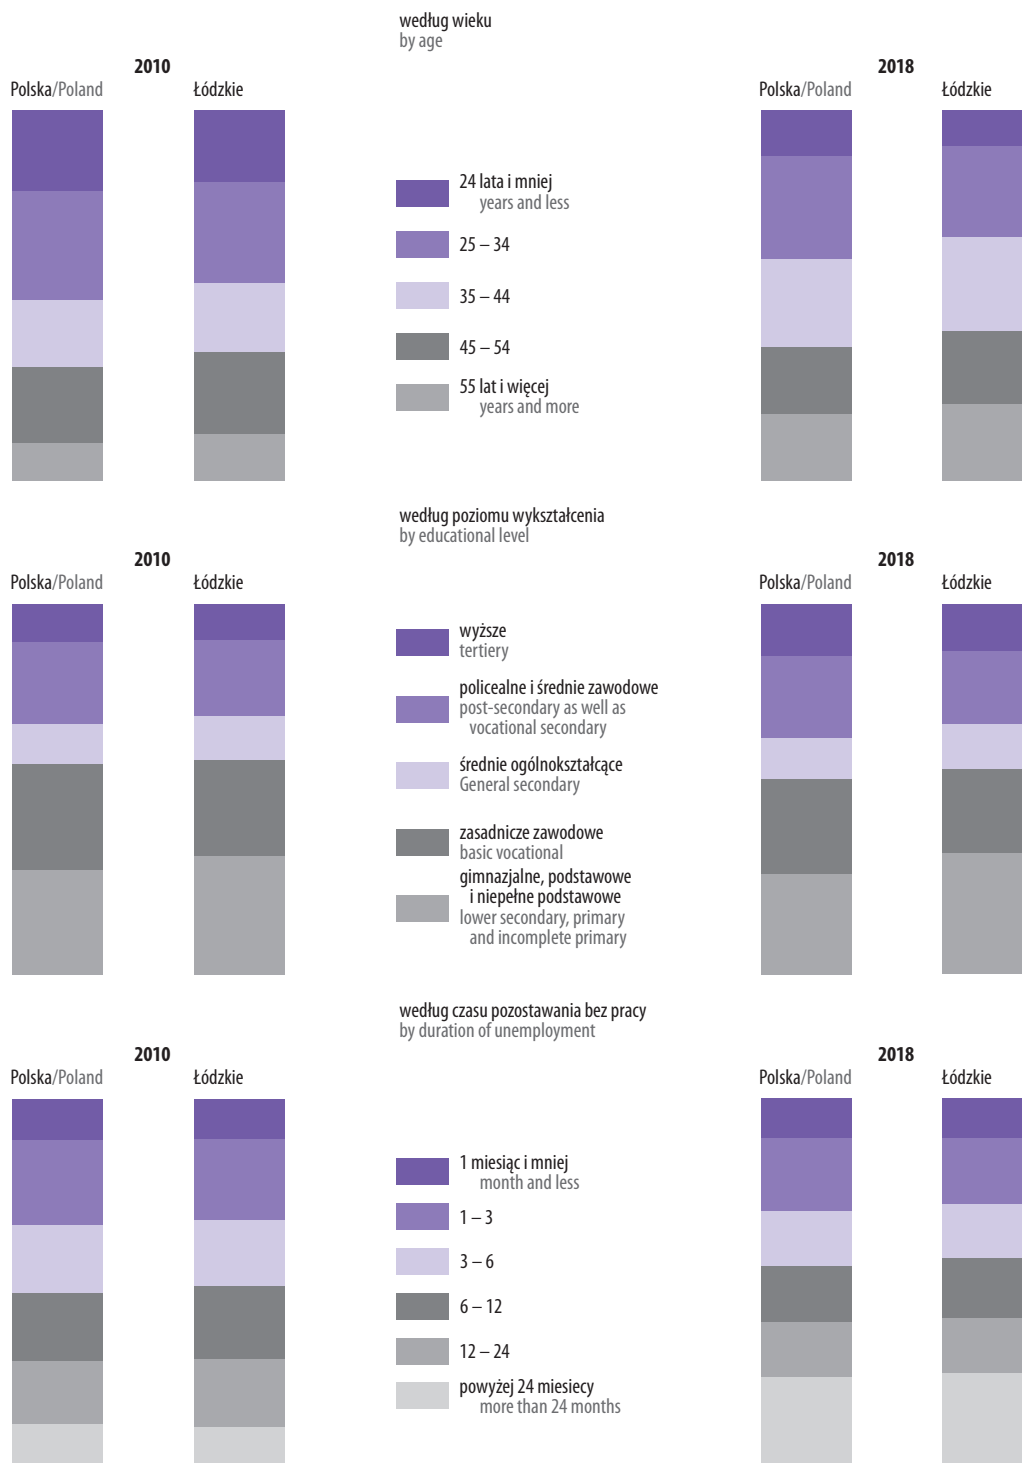 według wieku
by age
2010
2018
Polska/Poland
Łódzkie
Polska/Poland
Łódzkie
24 lata i mniej
years and less
25 – 34
35 – 44
45 – 54
55 lat i więcej
years and more
według poziomu wykształcenia
by educational level
2010
2018
Polska/Poland
Łódzkie
Polska/Poland
Łódzkie
wyższe
tertiery
policealne i średnie zawodowe
post-secondary as well as
vocational secondary
średnie ogólnokształcące
General secondary
zasadnicze zawodowe
basic vocational
gimnazjalne, podstawowe
i niepełne podstawowe
lower secondary, primary
and incomplete primary
według czasu pozostawania bez pracy
by duration of unemployment
2010
2018
Polska/Poland
Łódzkie
Polska/Poland
Łódzkie
1 miesiąc i mniej
month and less
1 – 3
3 – 6
6 – 12
12 – 24
powyżej 24 miesiecy
more than 24 months